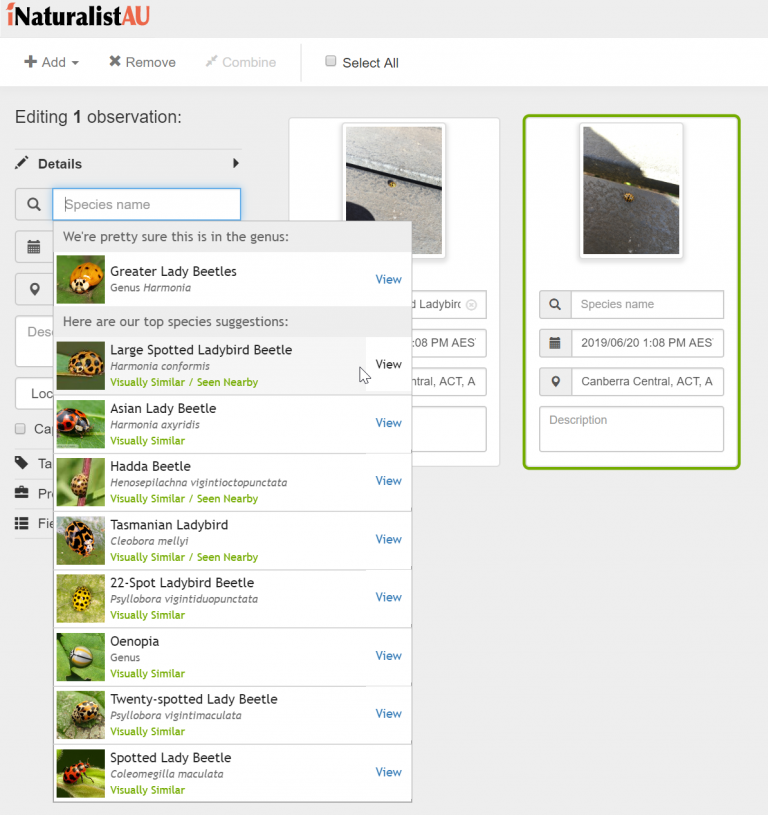 iNaturalistAU
Add
Remove
Combine
Select All
Editing 1 observation:
Details
Species name
We're pretty sure this is in the genus:
Greater Lady Beetles
Genus Harmonia
View
Here are our top species suggestions:
Large Spotted Ladybird Beetle
Harmonia conformis
Visually Similar / Seen Nearby
View
Asian Lady Beetle
Harmonia axyridis
Visually Similar
View
Hadda Beetle
Henosepilachna vigintioctopunctata
Visually Similar / Seen Nearby
View
Tasmanian Ladybird
Cleobora mellyi
Visually Similar / Seen Nearby
View
22-Spot Ladybird Beetle
Psyllobora vigintiduopunctata
Visually Similar
View
Oenopia
Genus
Visually Similar
View
Twenty-spotted Lady Beetle
Psyllobora vigintimaculata
Visually Similar
View
Spotted Lady Beetle
Coleomegilla maculata
Visually Similar
View
Des
Loc
Ca
Ta
Pr
Fie
d Ladybir
:08 PM AES
ntral, ACT, A
Species name
2019/06/20 1:08 PM AES
Canberra Central, ACT, A
Description